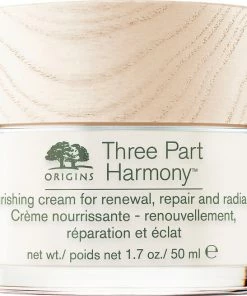 ORIGINS
Three Part
Harmony™
rishing cream for renewal, repair and radia
Crème nourrissante - renouvellement,
réparation et éclat
net wt./ poids net 1.7 oz./ 50 ml ℮